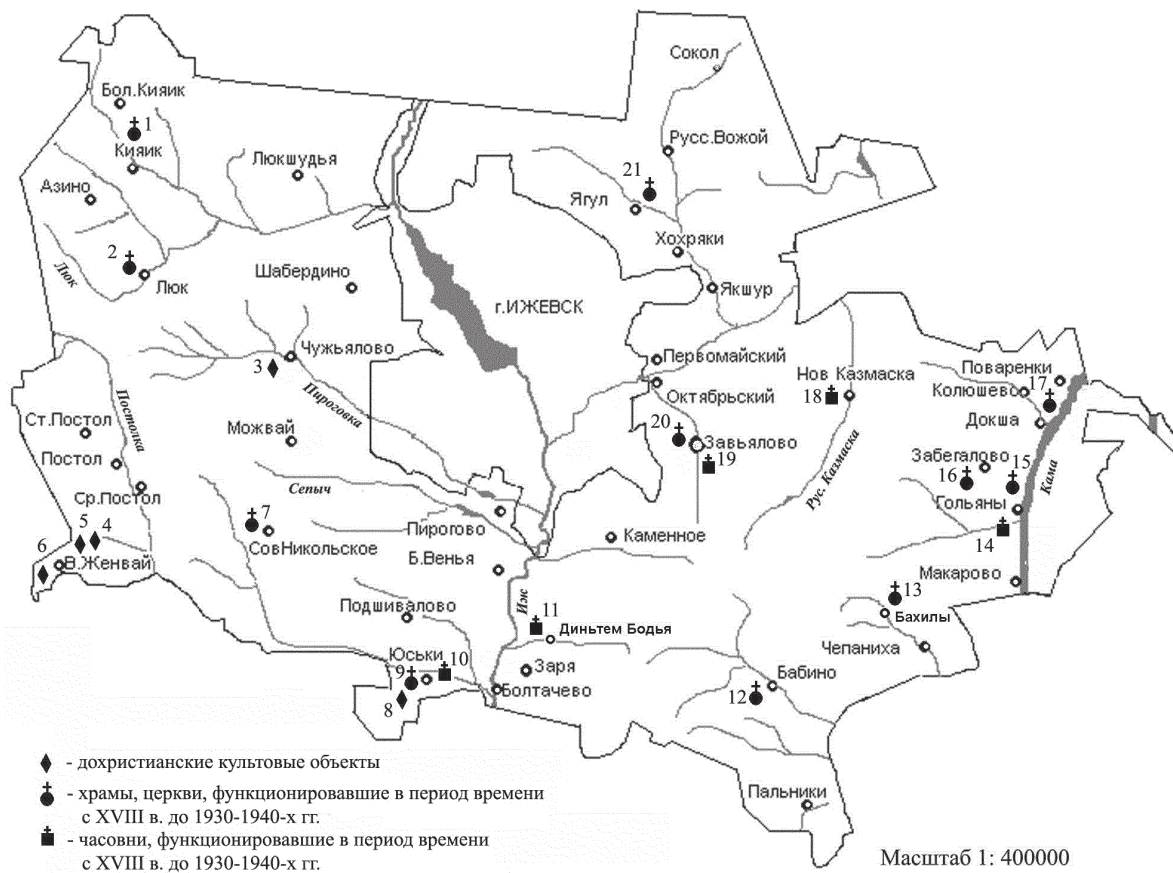 Сокол
Бол.Кияик
1
Кияик
Русс.Вожой
Люкшудья
21
Азино
Ягул
2
Хохряки
Люк
Люк
Шабердино
Якшур
г.ИЖЕВСК
3
Чужьялово
Первомайский
Поваренки
Нов Казмаска
17
Колюшево
Октябрьский
18
Пироговка
Постолка
Ст.Постол
Докша
20
Можвай
Завьялово
Забегалово
19
Рус. Казмаска
16
15
Кама
Постол
Сепыч
Ср.Постол
Гольяны
7
Пирогово
Каменное
5
4
СовНикольское
14
6
В.Женвай
Б.Венья
Макарово
13
Иж
Подшивалово
11
Бахилы
Диньтем Бодья
Чепаниха
Юськи
10
9
Заря
Бабино
Болтачево
12
8
- дохристианские культовые объекты
- храмы, церкви, функционировавшие в период времени
с XVIII в. до 1930-1940-х гг.
Пальники
- часовни, функционировавшие в период времени
с XVIII в. до 1930-1940-х гг.
Масштаб 1: 400000